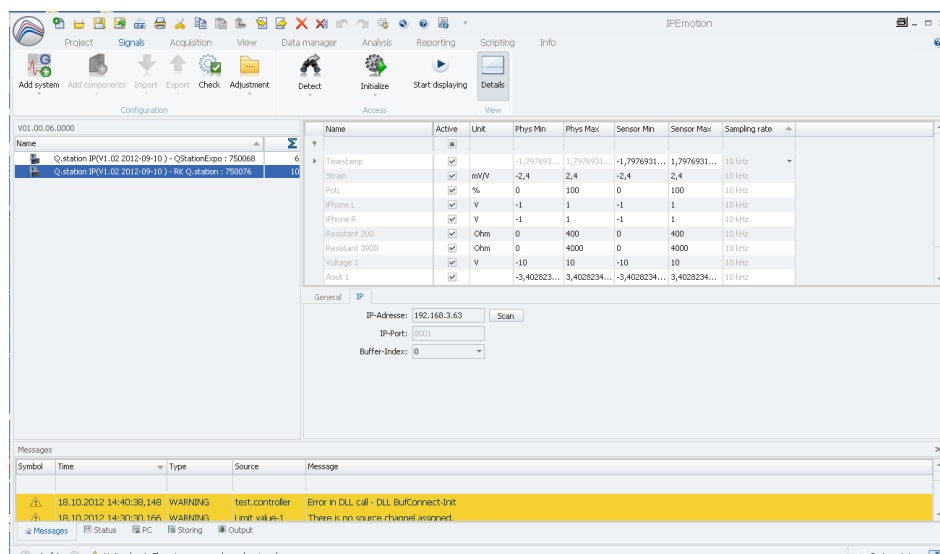 IPEmotion
Project Signals Acquisition View Data manager Analysis Reporting Scripting Info
Add system Add components Import Export Check Adjustment Detect Initialize Start displaying Details
Configuration Access View
V01.00.06.0000
Name Σ
Q.station IP(V1.02 2012-09-10 ) - QStationExpo : 750068 6
Q.station IP(V1.02 2012-09-10 ) - RK Q.station : 750076 10
Name Active Unit Phys Min Phys Max Sensor Min Sensor Max Sampling rate
Timestamp -1,797693... 1,7976931... -1,7976931... 1,7976931... 10 kHz
Strain mV/V -2,4 2,4 -2,4 2,4 10 kHz
Poti % 0 100 0 100 10 kHz
iPhone L V -1 1 -1 1 10 kHz
iPhone R V -1 1 -1 1 10 kHz
Resistant 200 Ohm 0 400 0 400 10 kHz
Resistant 3900 Ohm 0 4000 0 4000 10 kHz
Voltage 1 V -10 10 -10 10 10 kHz
Aout 1 -3,402823... 3,4028234... -3,4028234... 3,4028234... 10 kHz
General IP
IP-Adresse: 192.168.3.63 Scan
IP-Port: 8001
Buffer-Index: 0
Messages
Symbol Time Type Source Message
18.10.2012 14:40:38,148 WARNING test.controller Error in DLL call - DLL BufConnect-Init
18.10.2012 14:30:30,166 WARNING Limit value-1 There is no source channel assigned.
Messages Status PC Storing Output